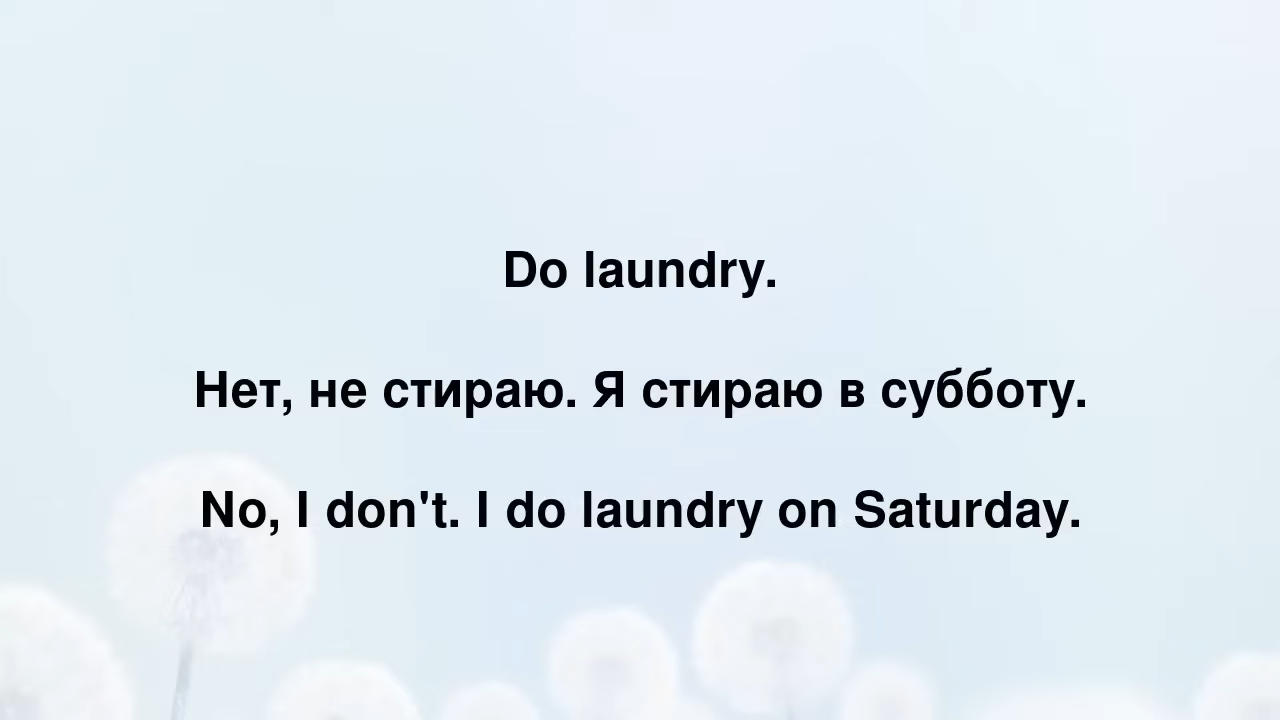 Do laundry.
Нет, не стираю. Я стираю в субботу.
No, I don't. I do laundry on Saturday.